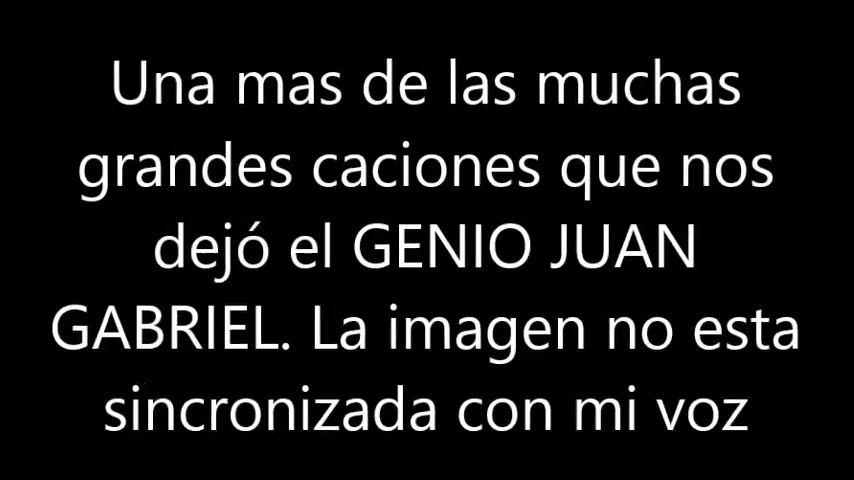 Una mas de las muchas
grandes caciones que nos
dejó el GENIO JUAN
GABRIEL. La imagen no esta
sincronizada con mi voz